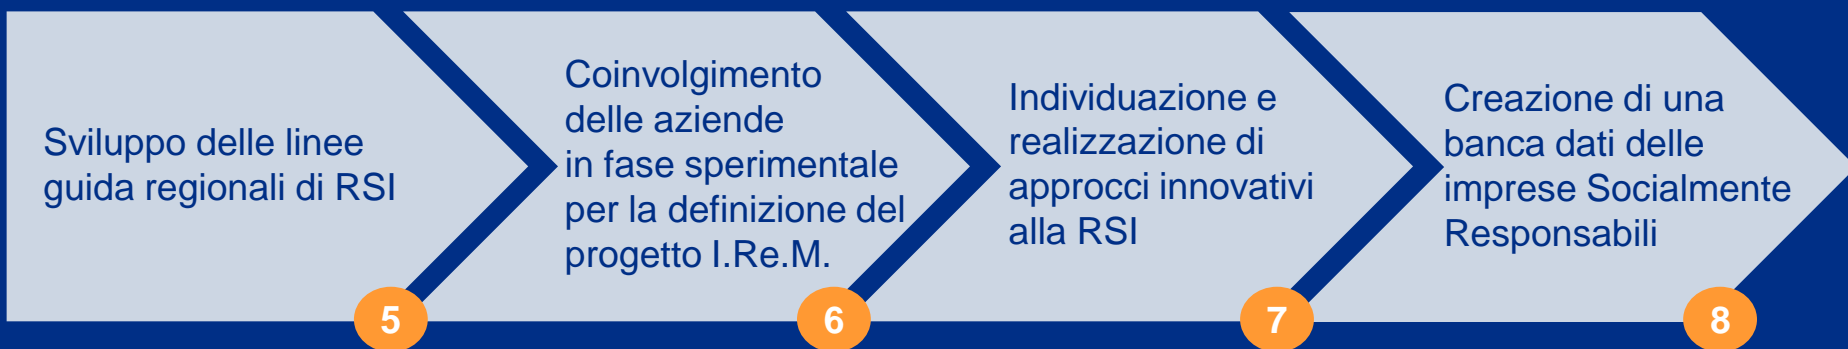 Sviluppo delle linee
guida regionali di RSI
5
Coinvolgimento
delle aziende
in fase sperimentale
per la definizione del
progetto I.Re.M.
6
Individuazione e
realizzazione di
approcci innovativi
alla RSI
7
Creazione di una
banca dati delle
imprese Socialmente
Responsabili
8